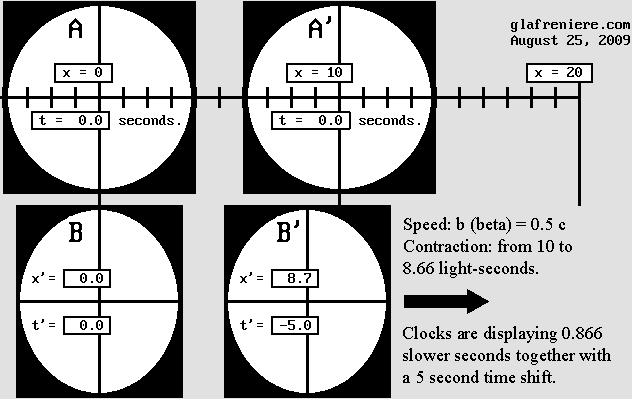 A
A'
glafreniere.com
August 25, 2009
x = 0
x = 10
x = 20
t = 0.0 seconds.
t = 0.0 seconds.
B
B'
Speed: b (beta) = 0.5 c
Contraction: from 10 to
8.66 light-seconds.
x'= 0.0
x'= 8.7
t'= 0.0
t'= -5.0
Clocks are displaying 0.866
slower seconds together with
a 5 second time shift.